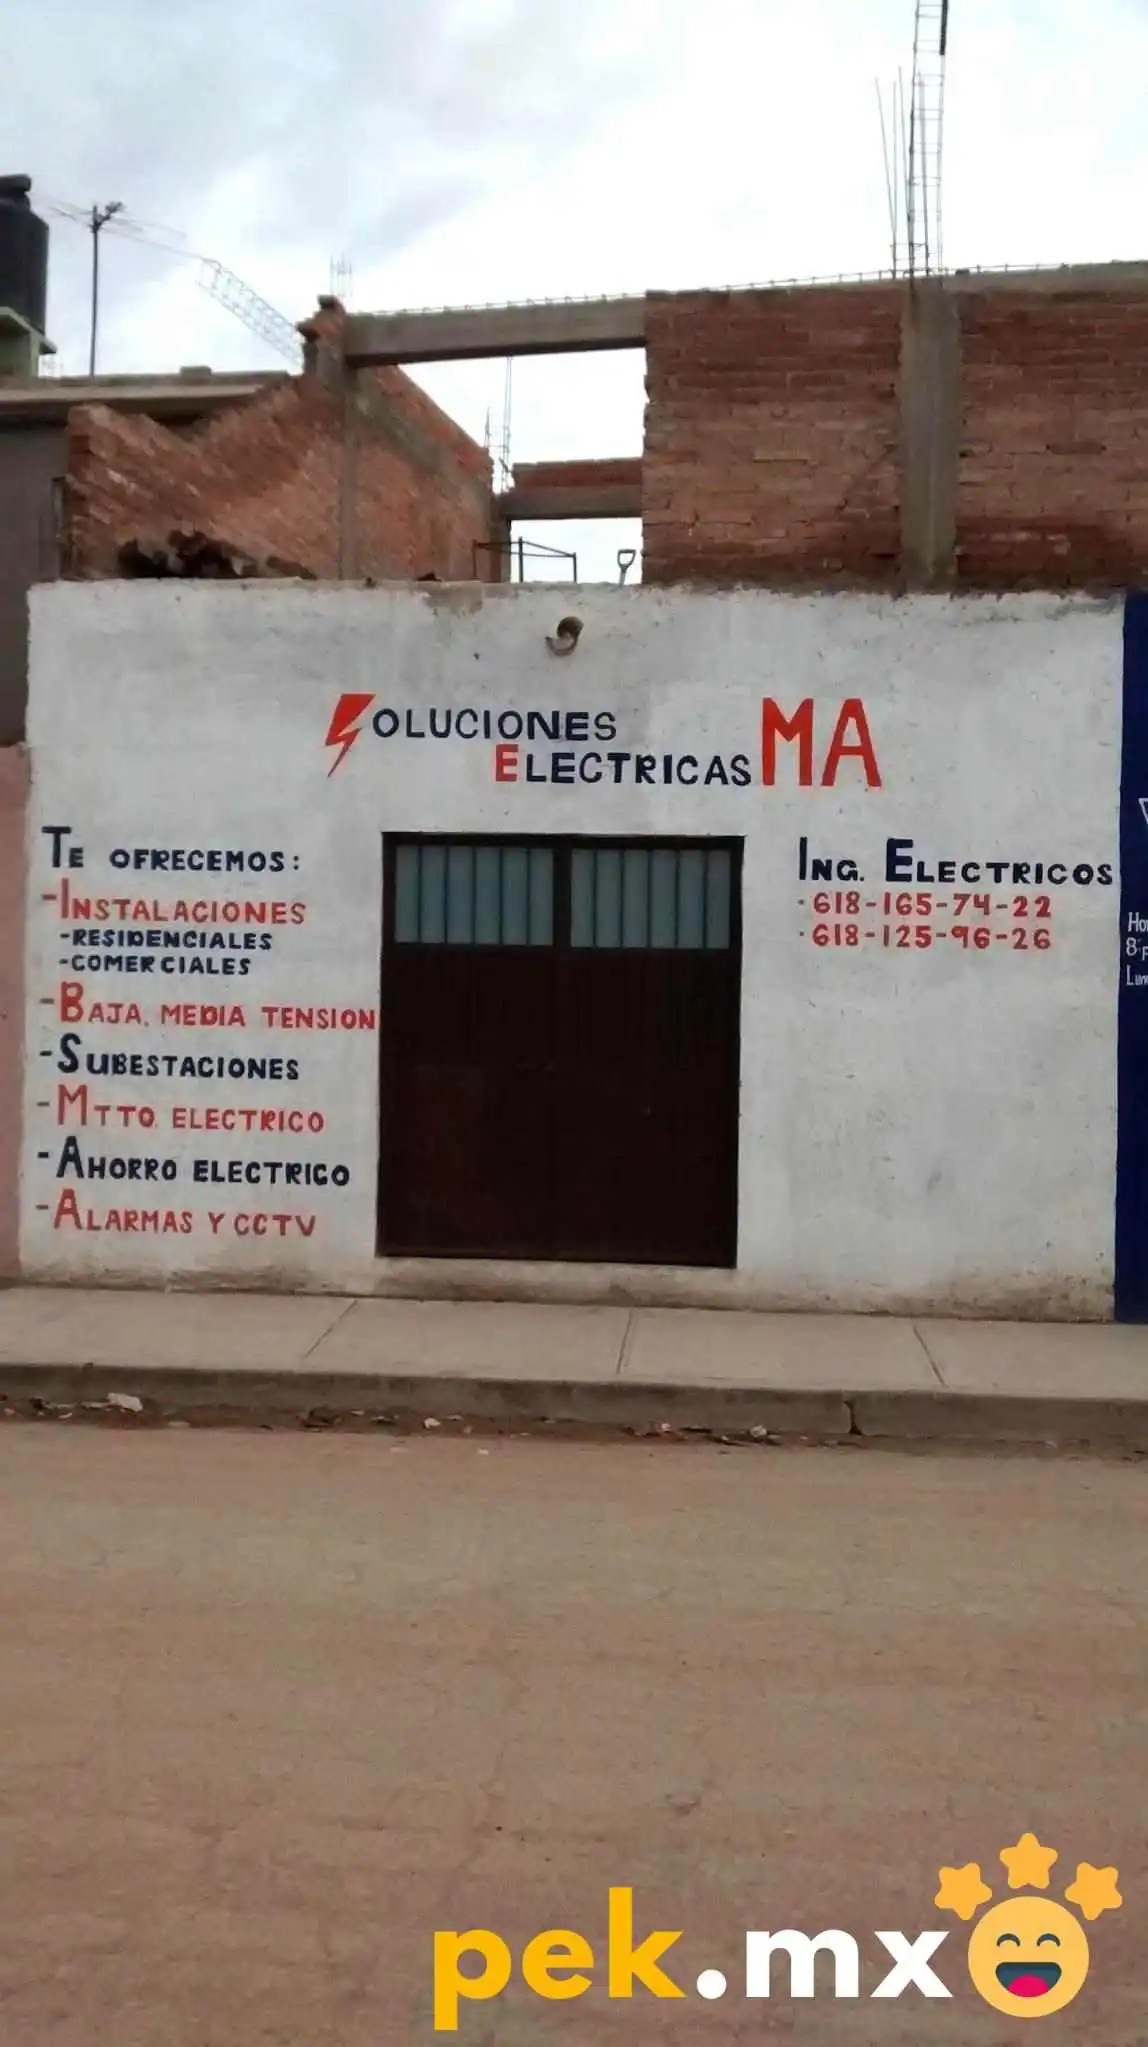 SOLUCIONES
ELECTRICAS MA
TE OFRECEMOS:
-INSTALACIONES
-RESIDENCIALES
-COMERCIALES
-BAJA, MEDIA TENSION
-SUBESTACIONES
-MTTO. ELECTRICO
-AHORRO ELECTRICO
-ALARMAS Y CCTV
ING. ELECTRICOS
·618-165-74-22
·618-125-96-26
pek.mx